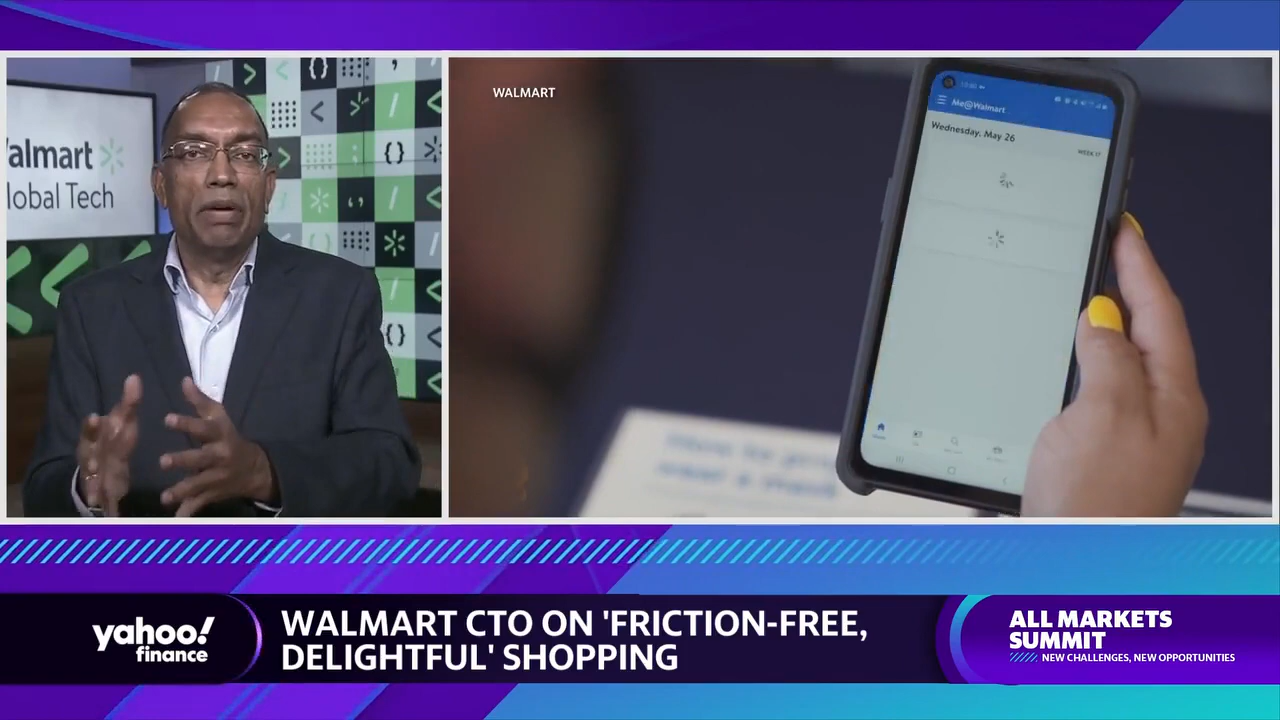 WALMART
almart
lobal Tech
Me@Walmart
Wednesday, May 26
WEEK 17
yahoo!
finance
WALMART CTO ON 'FRICTION-FREE,
DELIGHTFUL' SHOPPING
ALL MARKETS
SUMMIT
NEW CHALLENGES, NEW OPPORTUNITIES